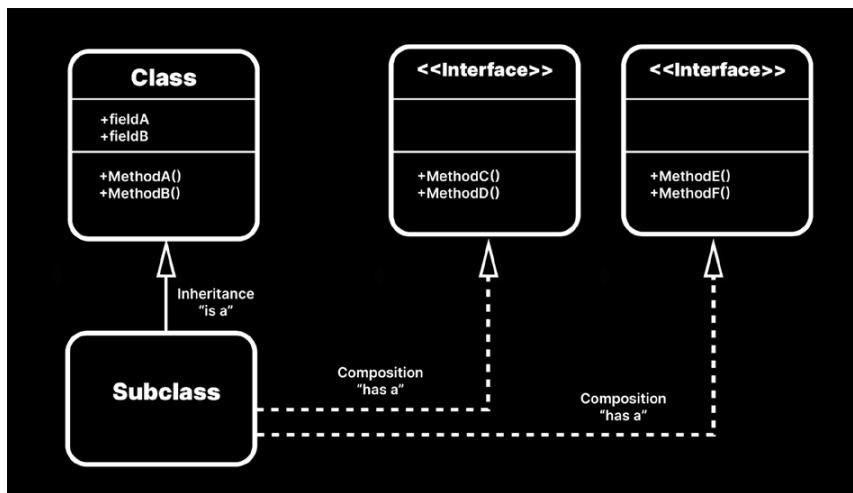 Class
+fieldA
+fieldB
+MethodA()
+MethodB()
<<Interface>>
+MethodC()
+MethodD()
<<Interface>>
+MethodE()
+MethodF()
Inheritance
“is a”
Subclass
Composition
“has a”
Composition
“has a”